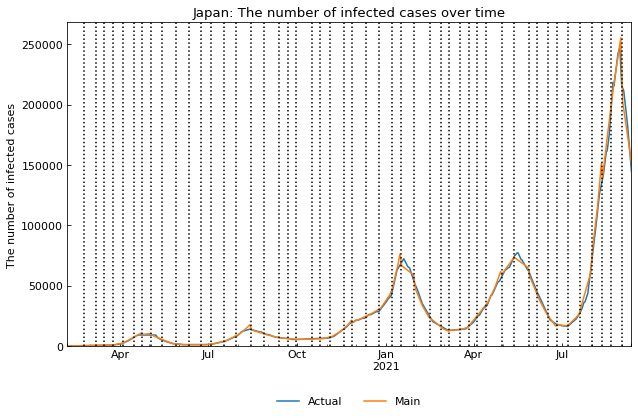 Japan: The number of infected cases over time
The number of infected cases
250000
200000
150000
100000
50000
0
Apr Jul Oct Jan Apr Jul
2021
Actual Main